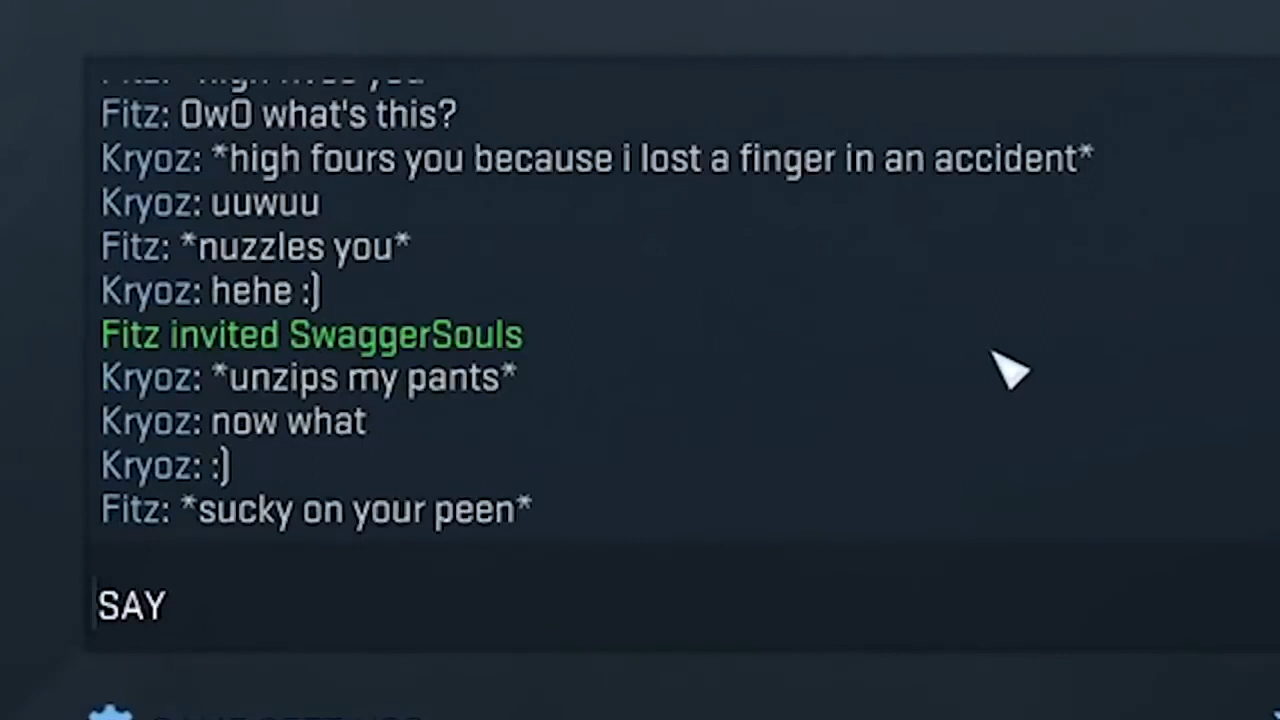 Fitz: OwO what's this?
Kryoz: *high fours you because i lost a finger in an accident*
Kryoz: uuwuu
Fitz: *nuzzles you*
Kryoz: hehe :)
Fitz invited SwaggerSouls
Kryoz: *unzips my pants*
Kryoz: now what
Kryoz: :)
Fitz: *sucky on your peen*
SAY